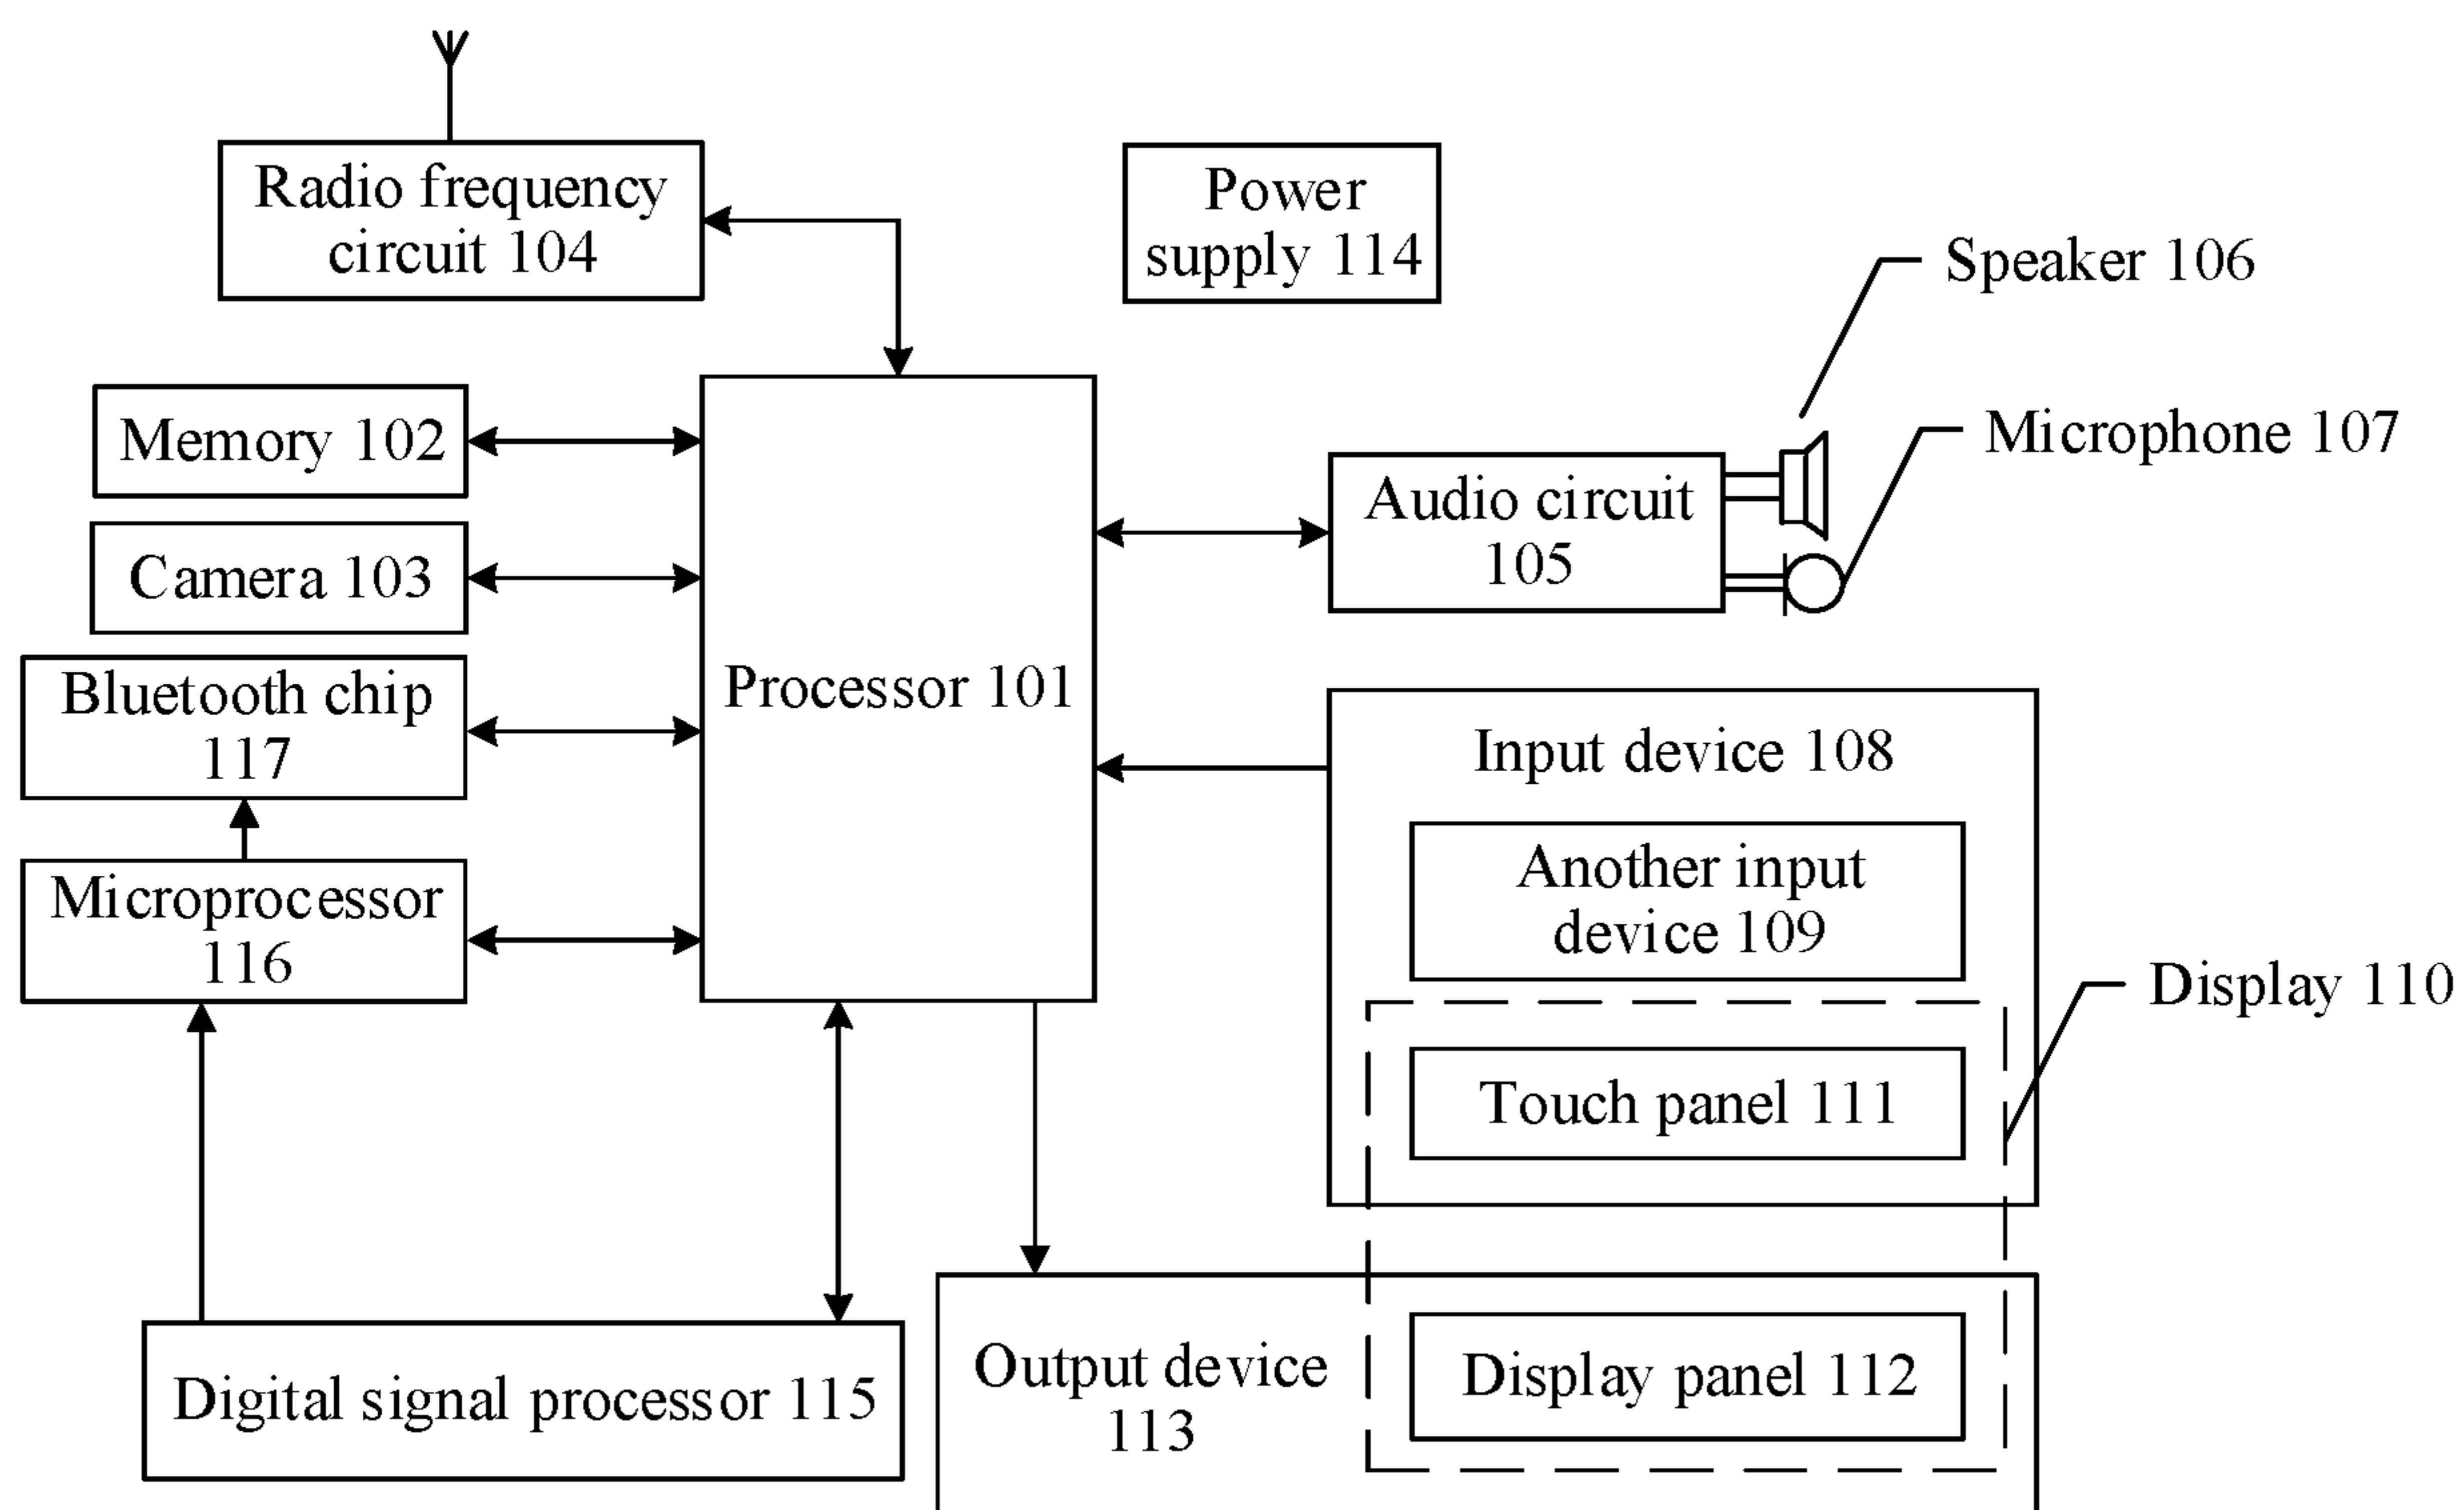 Radio frequency
circuit 104
Power
supply 114
Speaker 106
Memory 102
Microphone 107
Camera 103
Audio circuit
105
Bluetooth chip
117
Processor 101
Input device 108
Microprocessor
116
Another input
device 109
Display 110
Touch panel 111
Digital signal processor 115
Output device
113
Display panel 112